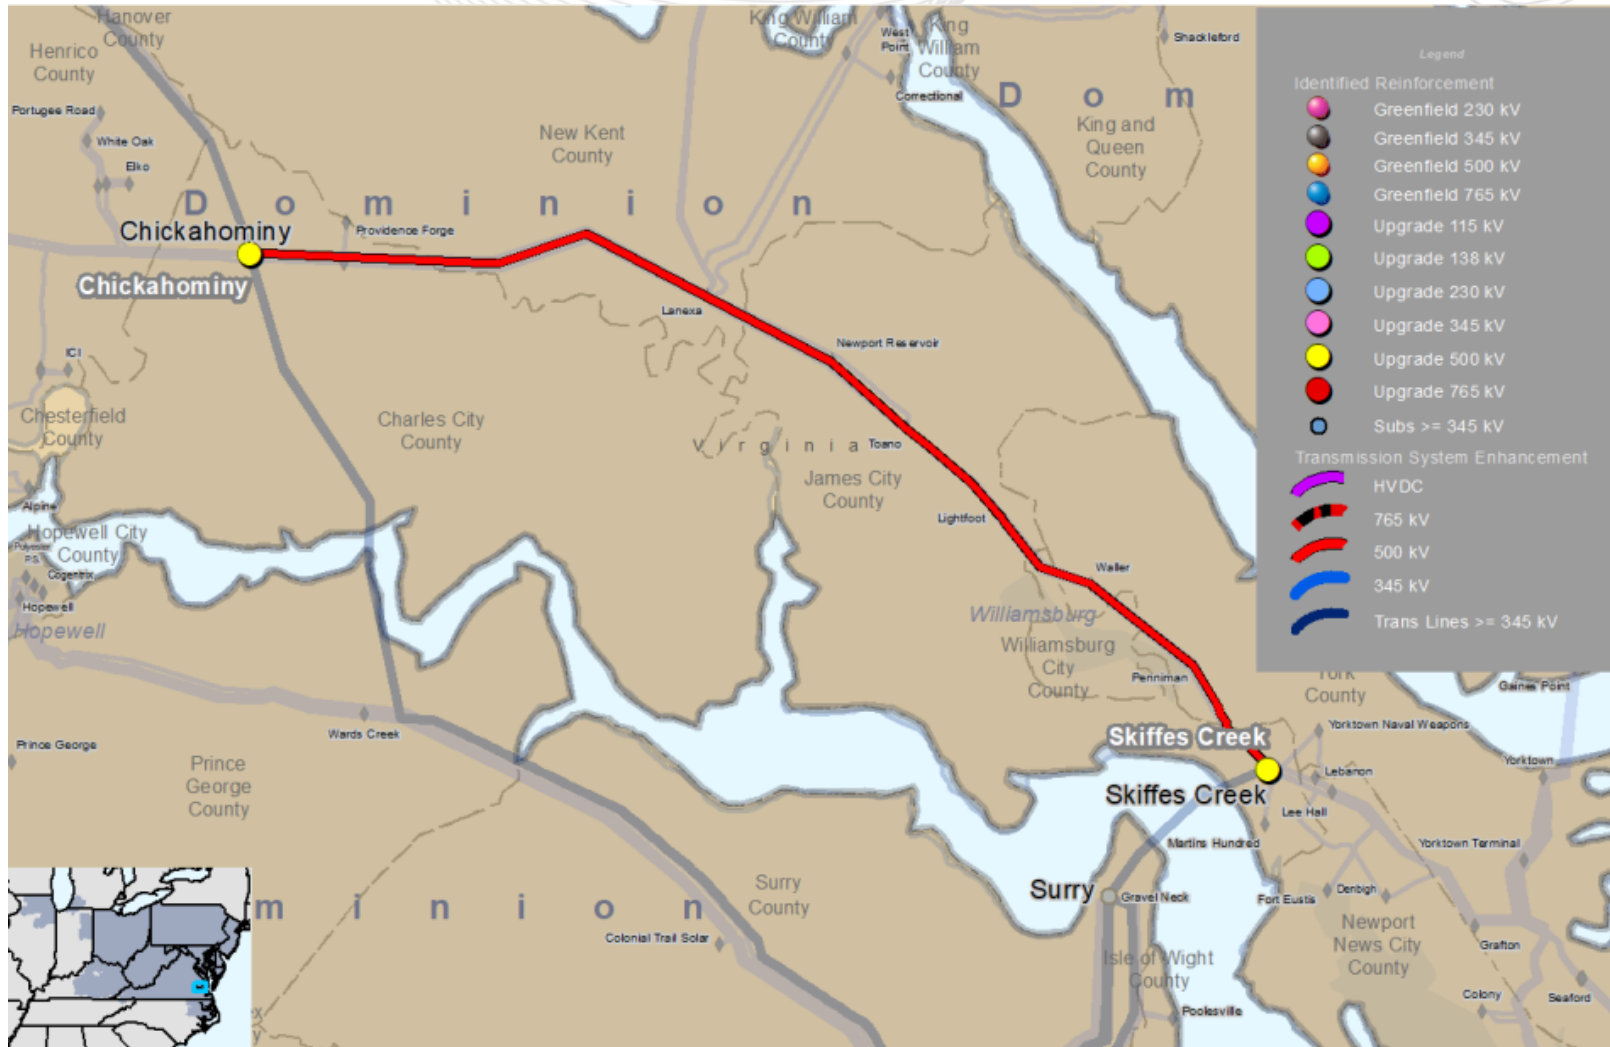 Hanover
County
Henrico
County
Portugee Road
White Oak
Elko
King William
County
West
Point
King
William
County
Correctional
Shackleford
New Kent
County
King and
Queen
County
D o m
D o m i n i o n
Chickahominy
Chickahominy
Providence Forge
Lanexa
Newport Reservoir
ICI
Chesterfield
County
Charles City
County
V i r g i n i a
Toano
James City
County
Lightfoot
Alpine
Hopewell City
County
Polyester
P.S.
Cogentrix
Hopewell
Hopewell
Waller
Williamsburg
Williamsburg
City
County
Penniman
Wards Creek
Prince George
Prince
George
County
Skiffes Creek
Skiffes Creek
York
County
Gaines Point
Yorktown Naval Weapons
Yorktown
Lebanon
Lee Hall
Martins Hundred
Yorktown Terminal
Surry
County
Surry
Gravel Neck
Denbigh
Fort Eustis
Newport
News City
County
Grafton
Colonial Trail Solar
m i n i o n
Isle of Wight
County
Poolesville
Colony
Seaford
Legend
Identified Reinforcement
Greenfield 230 kV
Greenfield 345 kV
Greenfield 500 kV
Greenfield 765 kV
Upgrade 115 kV
Upgrade 138 kV
Upgrade 230 kV
Upgrade 345 kV
Upgrade 500 kV
Upgrade 765 kV
Subs >= 345 kV
Transmission System Enhancement
HVDC
765 kV
500 kV
345 kV
Trans Lines >= 345 kV